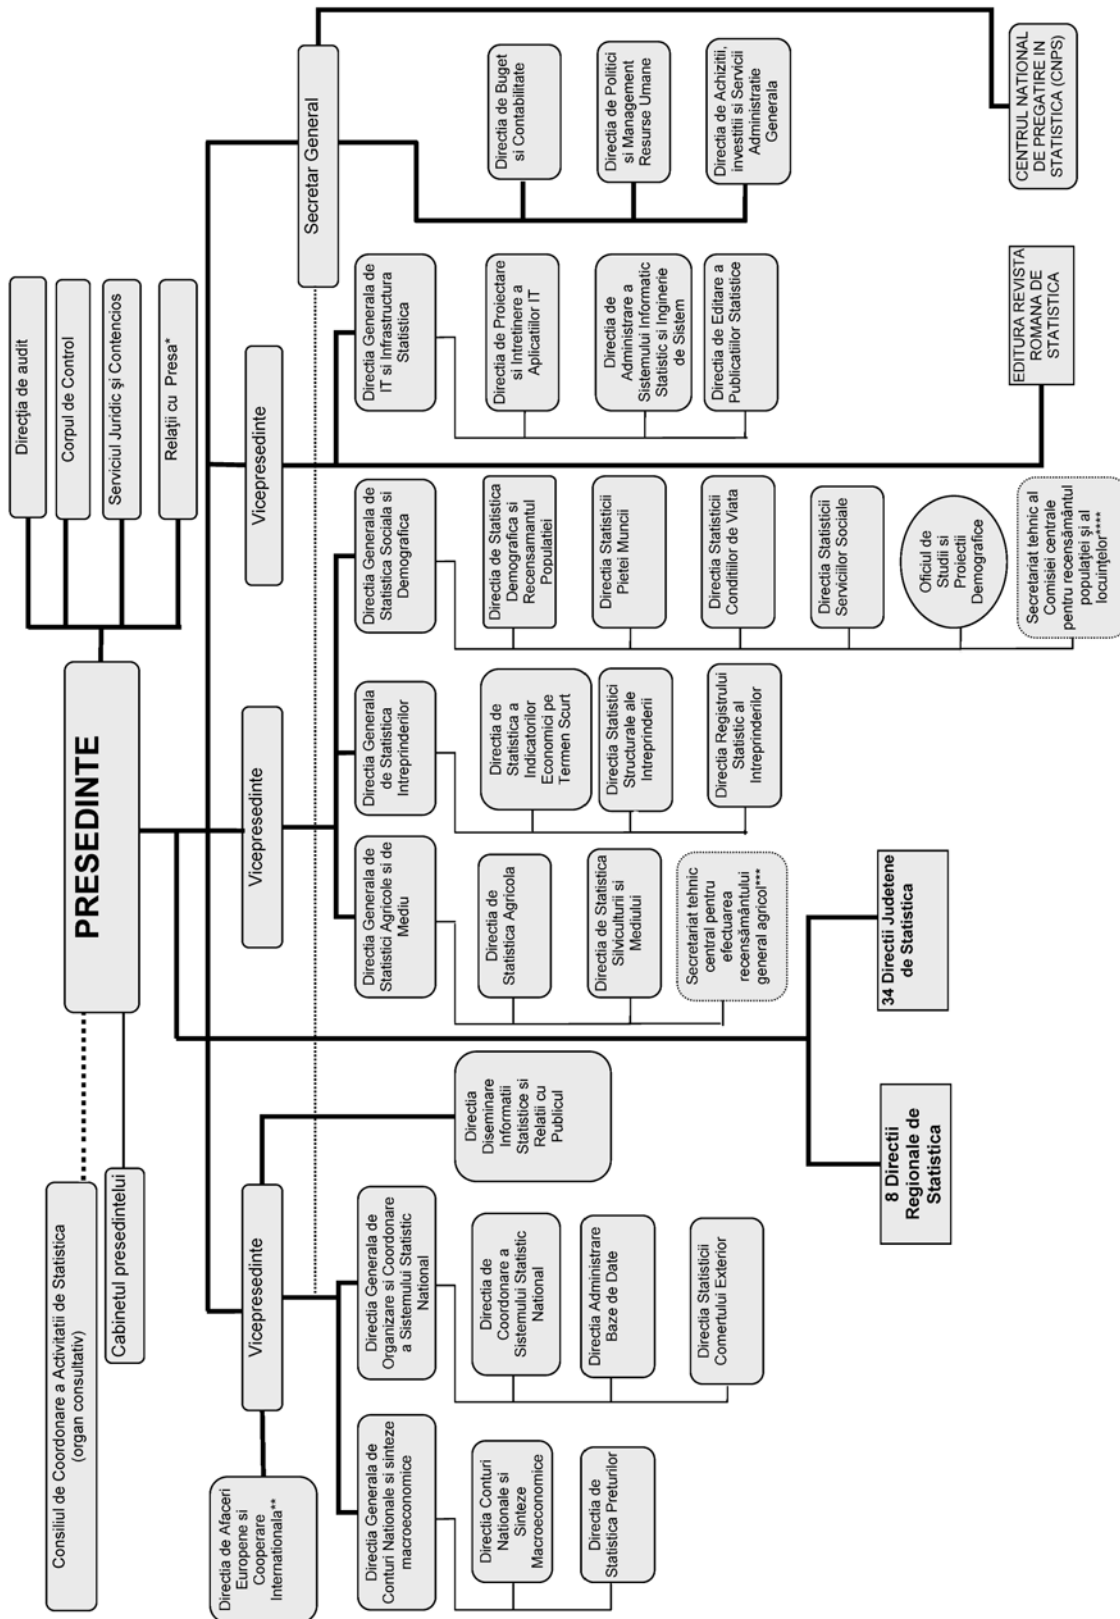 Consiliul de Coordonare a Activitatii de Statistica
(organ consultativ)
Cabinetul presedintelui
PRESEDINTE
Direcţia de audit
Corpul de Control
Serviciul Juridic şi Contencios
Relaţii cu Presa*
Directia de Afaceri
Europene si
Cooperare
Internationala**
Vicepresedinte
Vicepresedinte
Vicepresedinte
Secretar General
Directia Generala de
Conturi Nationale si sinteze
macroeconomice
Directia Conturi
Nationale si
Sinteze
Macroeconomice
Directia de
Statistica Preturilor
Directia Generala de
Organizare si Coordonare
a Sistemului Statistic
National
Directia de
Coordonare a
Sistemului Statistic
National
Directia Administrare
Baze de Date
Directia Statisticii
Comertului Exterior
Directia
Diseminare
Informatii
Statistice si
Relatii cu
Publicul
Directia Generala de
Statistici Agricole si de
Mediu
Directia de
Statistica Agricola
Directia de Statistica
Silviculturii si
Mediului
Secretariat tehnic
central pentru
efectuarea
recensământului
general agricol***
Directia Generala
de Statistica
Intreprinderilor
Directia de
Statistica a
Indicatorilor
Economici pe
Termen Scurt
Directia Statistici
Structurale ale
Intreprinderii
Directia Registrului
Statistic al
Intreprinderilor
Directia Generala de
Statistica Sociala si
Demografica
Directia de Statistica
Demografica si
Recensamantul
Populatiei
Directia Statisticii
Pietei Muncii
Directia Statisticii
Conditiilor de Viata
Directia Statisticii
Serviciilor Sociale
Oficiul de
Studii si
Proiectii
Demografice
Secretariat tehnic al
Comisiei centrale
pentru recensământul
populaţiei şi al
locuinţelor****
Directia Generala de
IT si Infrastructura
Statistica
Directia de Proiectare
si Intretinere a
Aplicatiilor IT
Directia de
Administrare a
Sistemului Informatic
Statistic si Inginerie
de Sistem
Directia de Editare a
Publicatiilor Statistice
Directia de Buget
si Contabilitate
Directia de Politici
si Management
Resurse Umane
Directia de Achizitii,
investitii si Servicii
Administratie
Generala
8 Directii
Regionale de
Statistica
34 Directii Judetene
de Statistica
EDITURA REVISTA
ROMANA DE
STATISTICA
CENTRUL NATIONAL
DE PREGATIRE IN
STATISTICA (CNPS)